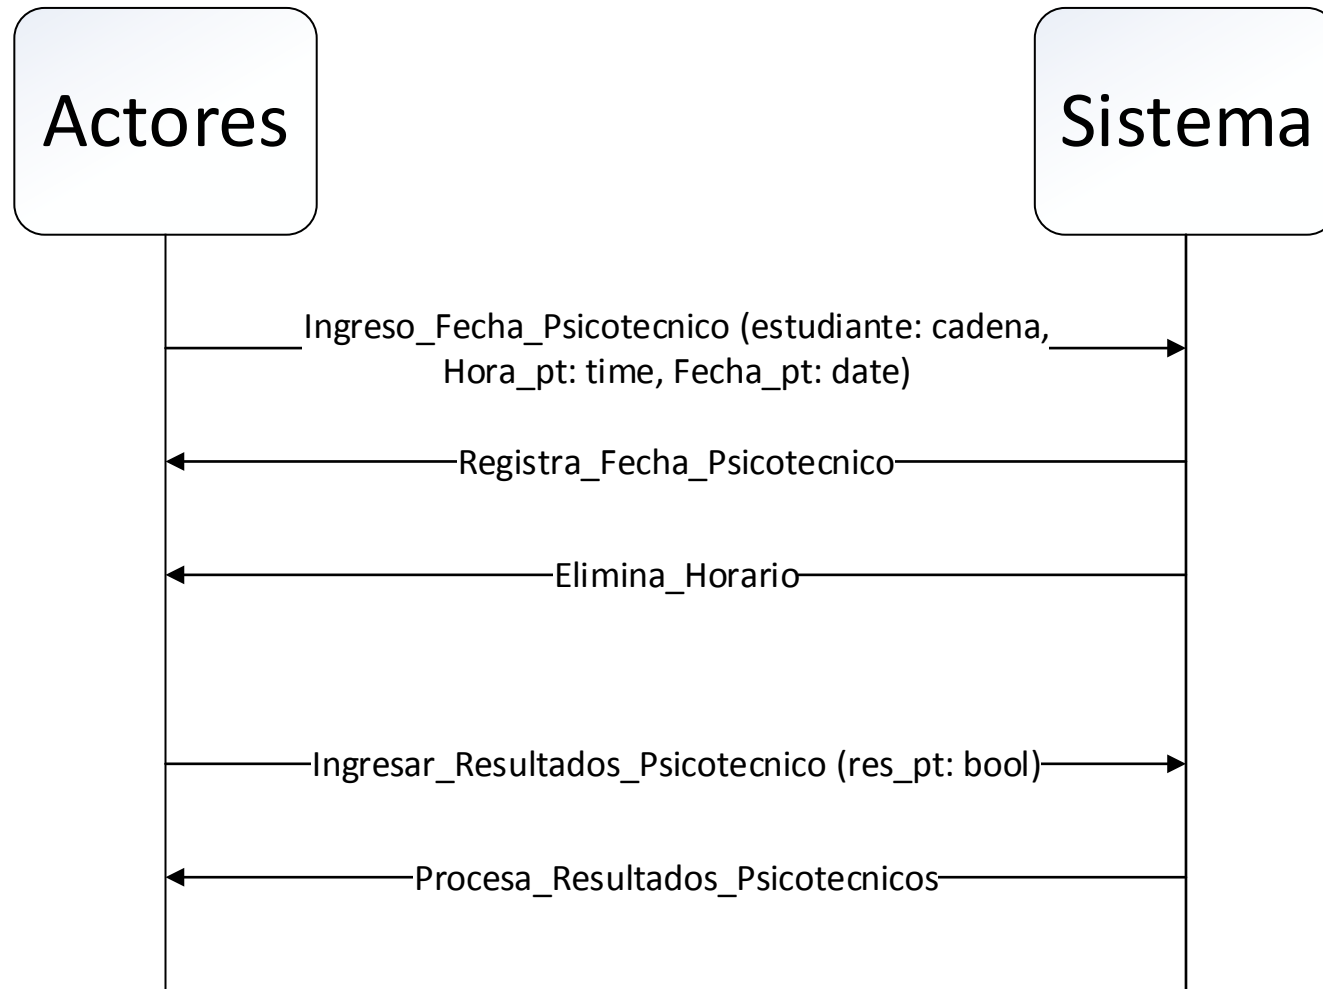 Actores
Sistema
Ingreso_Fecha_Psicotecnico (estudiante: cadena,
Hora_pt: time, Fecha_pt: date)
Registra_Fecha_Psicotecnico
Elimina_Horario
Ingresar_Resultados_Psicotecnico (res_pt: bool)
Procesa_Resultados_Psicotecnicos